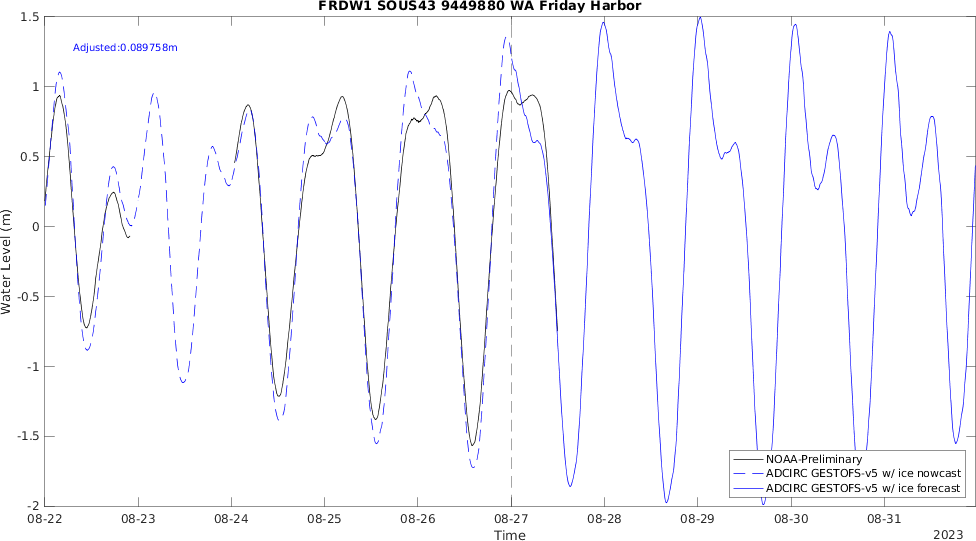 FRDW1 SOUS43 9449880 WA Friday Harbor
Adjusted:0.089758m
Water Level (m)
1.5
1
0.5
0
-0.5
-1
-1.5
-2
NOAA-Preliminary
ADCIRC GESTOFS-v5 w/ ice nowcast
ADCIRC GESTOFS-v5 w/ ice forecast
08-22 08-23 08-24 08-25 08-26 08-27 08-28 08-29 08-30 08-31
Time
2023